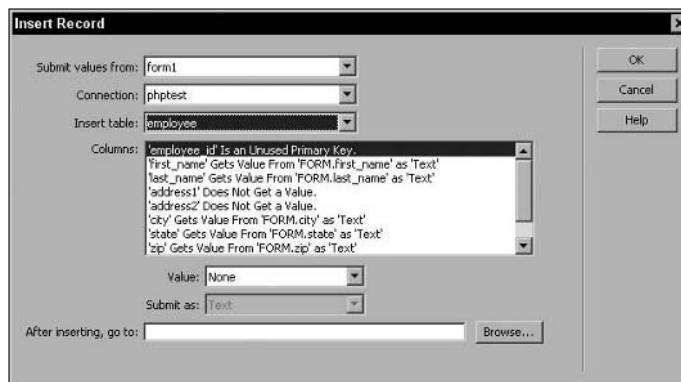 Insert Record
Submit values from: form1
Connection: phptest
Insert table: employee
Columns: 'employee_id' Is an Unused Primary Key.
'first_name' Gets Value From 'FORM.first_name' as 'Text'
'last_name' Gets Value From 'FORM.last_name' as 'Text'
'address1' Does Not Get a Value.
'address2' Does Not Get a Value.
'city' Gets Value From 'FORM.city' as 'Text'
'state' Gets Value From 'FORM.state' as 'Text'
'zip' Gets Value From 'FORM.zip' as 'Text'
Value: None
Submit as: Text
After inserting, go to:
Browse...
OK
Cancel
Help